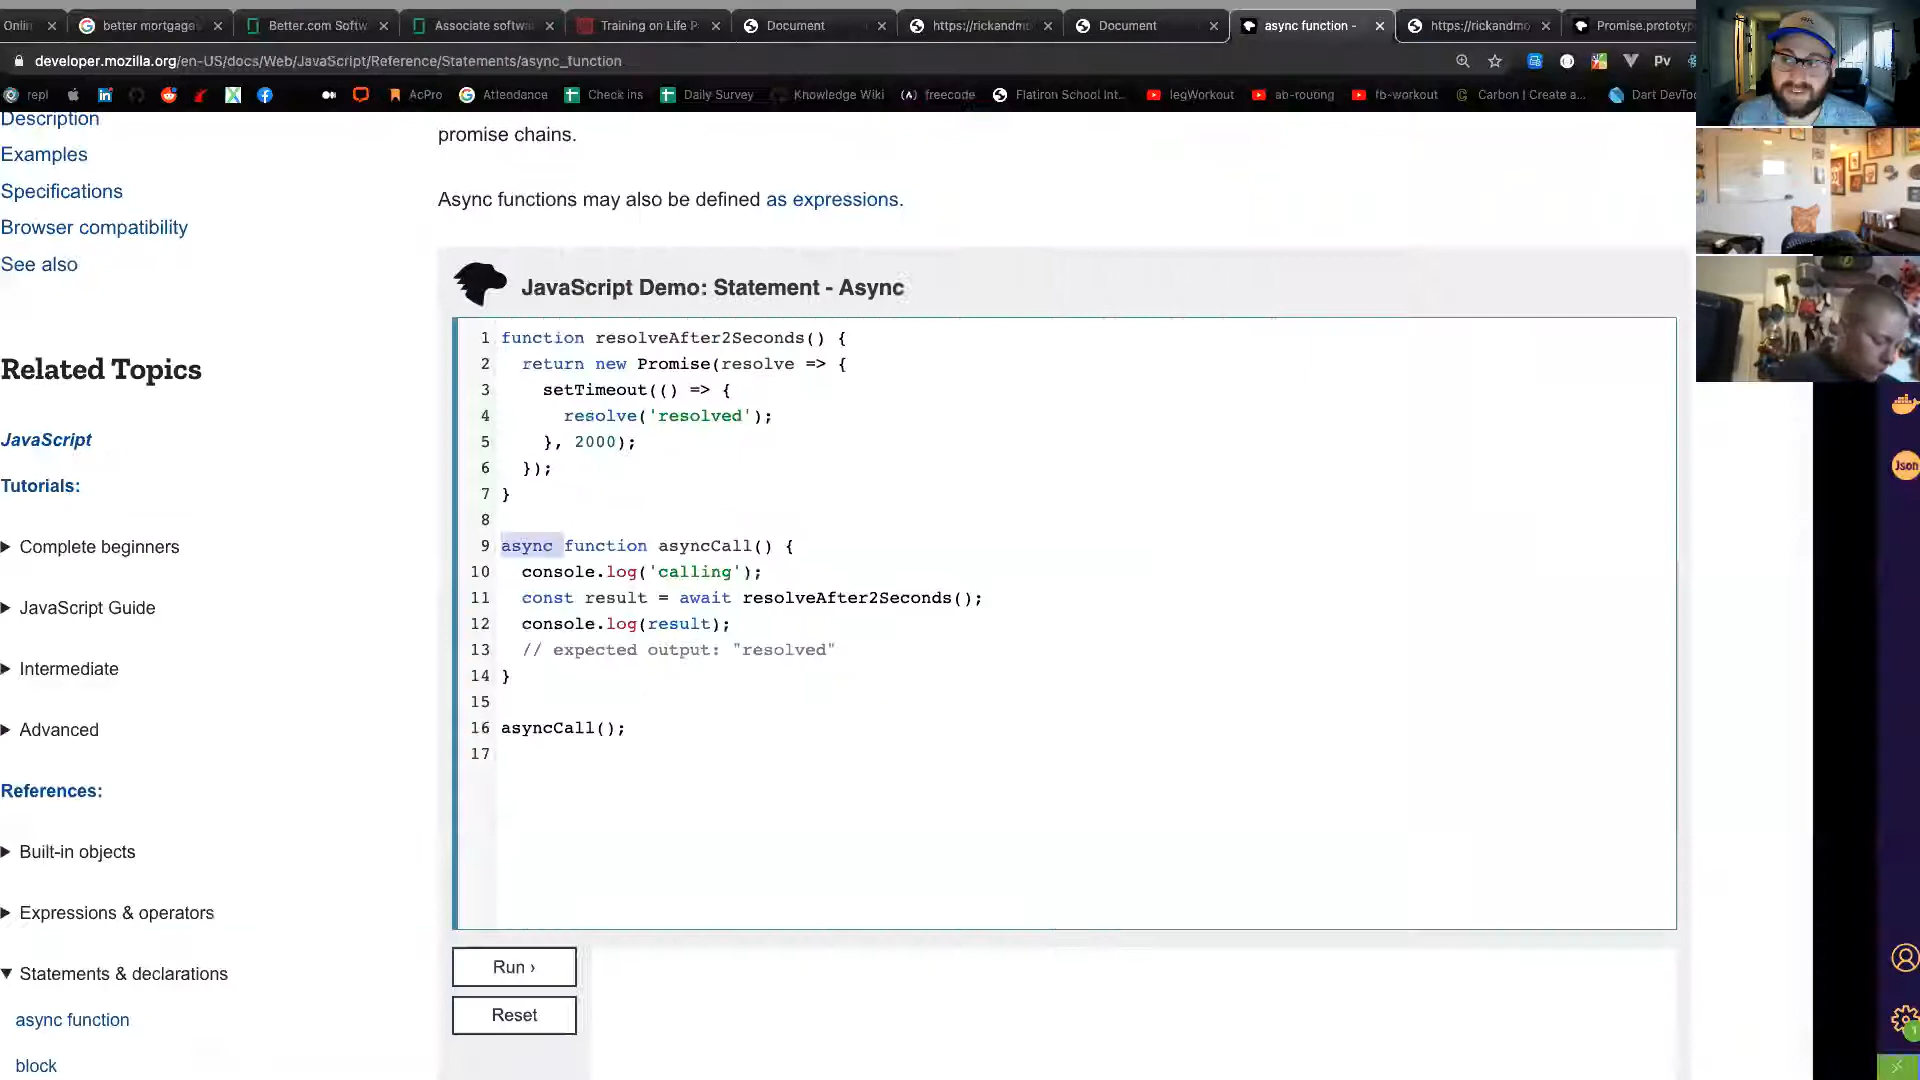 Onlin
better mortgage
Better.com Softw
Associate softwa
Training on Life P
Document
https://rickandmo
Document
async function -
https://rickandmo
Promise.prototyp
developer.mozilla.org/en-US/docs/Web/JavaScript/Reference/Statements/async_function
Pv
repl
AcPro
Attendance
Check ins
Daily Survey
Knowledge Wiki
freecode
Flatiron School Int...
legWorkout
ab-routing
fb-workout
Carbon | Create a...
Dart DevToo
Description
Examples
Specifications
Browser compatibility
See also
Related Topics
JavaScript
Tutorials:
Complete beginners
JavaScript Guide
Intermediate
Advanced
References:
Built-in objects
Expressions & operators
Statements & declarations
async function
block
promise chains.
Async functions may also be defined as expressions.
JavaScript Demo: Statement - Async
1 function resolveAfter2Seconds() {
2 return new Promise(resolve => {
3 setTimeout(() => {
4 resolve('resolved');
5 }, 2000);
6 });
7 }
8
9 async function asyncCall() {
10 console.log('calling');
11 const result = await resolveAfter2Seconds();
12 console.log(result);
13 // expected output: "resolved"
14 }
15
16 asyncCall();
17
Run ›
Reset
Json
1